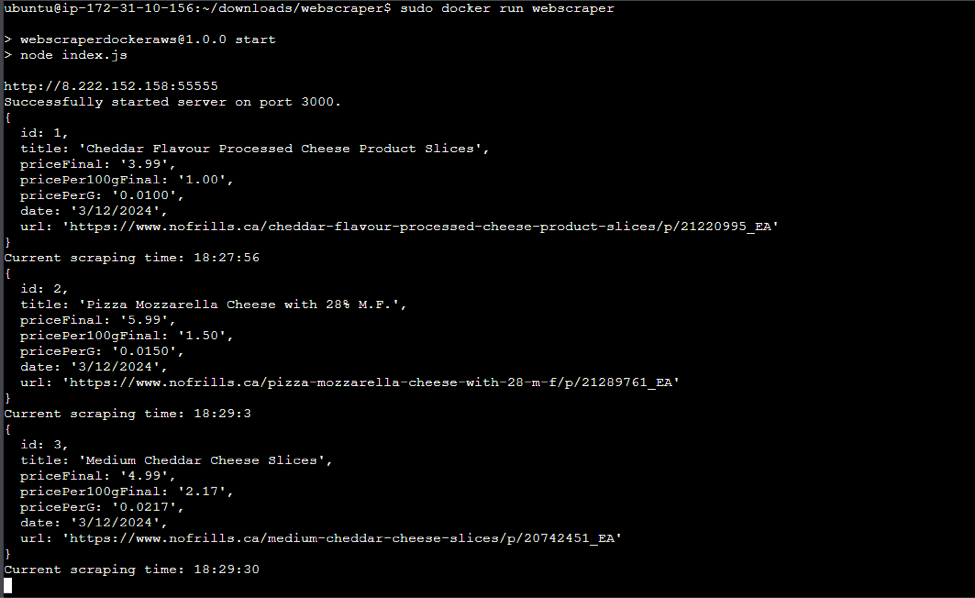 ubuntu@ip-172-31-10-156:~/downloads/webscraper$ sudo docker run webscraper
> webscraperdockeraws@1.0.0 start
> node index.js
http://8.222.152.158:55555
Successfully started server on port 3000.
{
  id: 1,
  title: 'Cheddar Flavour Processed Cheese Product Slices',
  priceFinal: '3.99',
  pricePer100gFinal: '1.00',
  pricePerG: '0.0100',
  date: '3/12/2024',
  url: 'https://www.nofrills.ca/cheddar-flavour-processed-cheese-product-slices/p/21220995_EA'
}
Current scraping time: 18:27:56
{
  id: 2,
  title: 'Pizza Mozzarella Cheese with 28% M.F.',
  priceFinal: '5.99',
  pricePer100gFinal: '1.50',
  pricePerG: '0.0150',
  date: '3/12/2024',
  url: 'https://www.nofrills.ca/pizza-mozzarella-cheese-with-28-m-f/p/21289761_EA'
}
Current scraping time: 18:29:3
{
  id: 3,
  title: 'Medium Cheddar Cheese Slices',
  priceFinal: '4.99',
  pricePer100gFinal: '2.17',
  pricePerG: '0.0217',
  date: '3/12/2024',
  url: 'https://www.nofrills.ca/medium-cheddar-cheese-slices/p/20742451_EA'
}
Current scraping time: 18:29:30